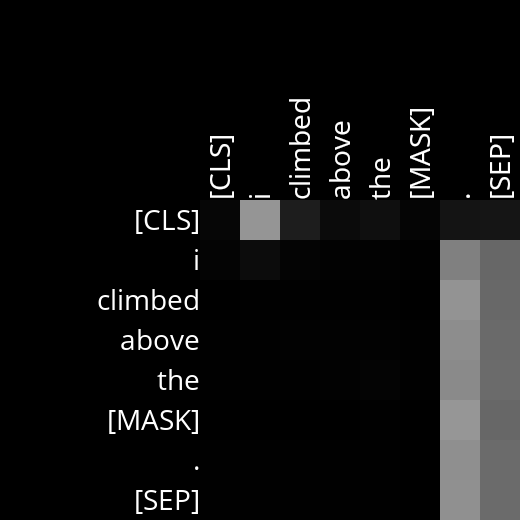 [CLS] i climbed above the [MASK] . [SEP]
[CLS]
i
climbed
above
the
[MASK]
.
[SEP]